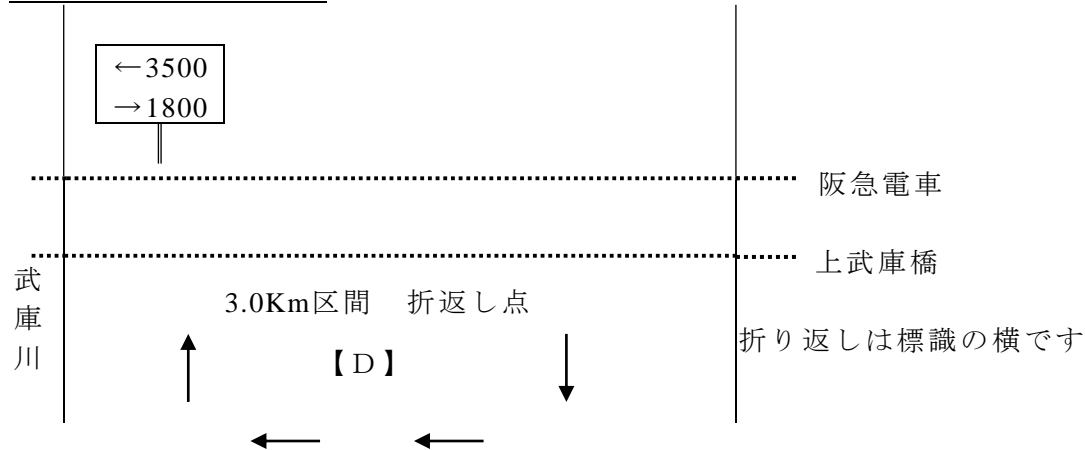 ←3500
→1800
阪急電車
上武庫橋
武庫川
3.0Km区間 折返し点
折り返しは標識の横です
【D】